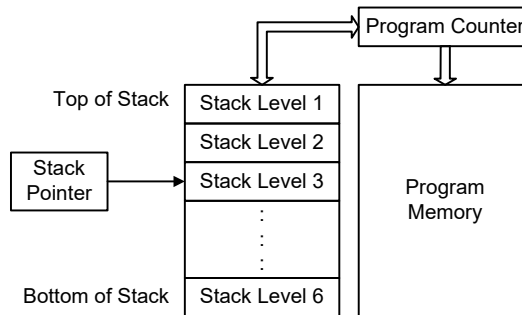 Program Counter
Top of Stack
Stack Level 1
Stack Level 2
Stack
Pointer
Stack Level 3
Program
Memory
Bottom of Stack
Stack Level 6